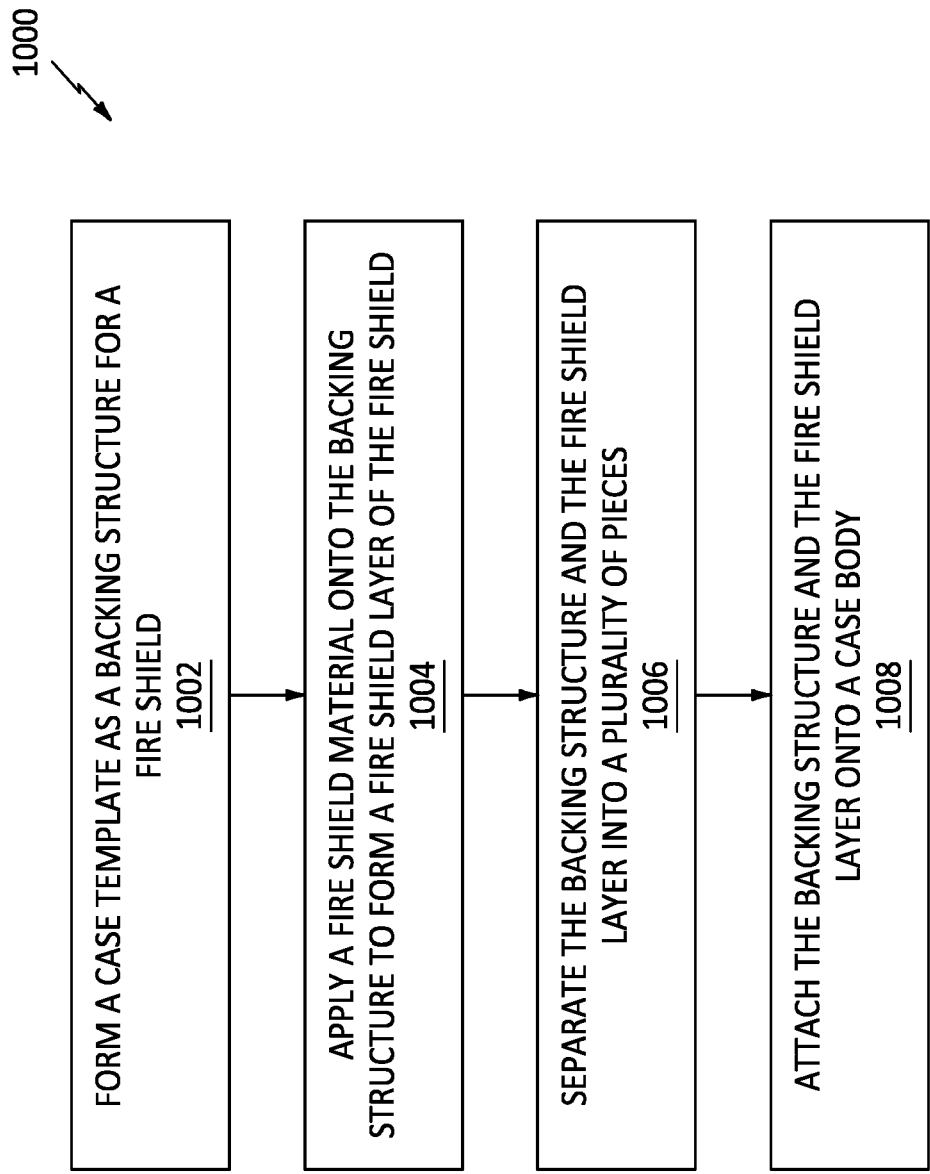 1000
FORM A CASE TEMPLATE AS A BACKING STRUCTURE FOR A
FIRE SHIELD
1002
APPLY A FIRE SHIELD MATERIAL ONTO THE BACKING
STRUCTURE TO FORM A FIRE SHIELD LAYER OF THE FIRE SHIELD
1004
SEPARATE THE BACKING STRUCTURE AND THE FIRE SHIELD
LAYER INTO A PLURALITY OF PIECES
1006
ATTACH THE BACKING STRUCTURE AND THE FIRE SHIELD
LAYER ONTO A CASE BODY
1008